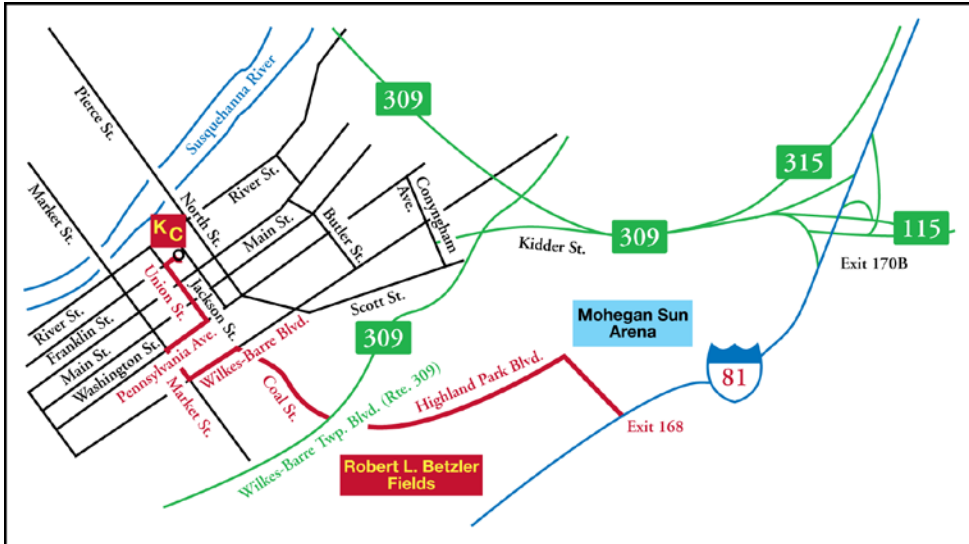 Pierce St.
Susquehanna River
309
315
Market St.
North St.
River St.
Main St.
Butler St.
Conyngham
Ave.
K C
Kidder St.
309
115
Exit 170B
Union St.
Jackson St.
Scott St.
River St.
Franklin St.
Main St.
Washington St.
Pennsylvania Ave.
Wilkes-Barre Blvd.
Market St.
Coal St.
309
Mohegan Sun
Arena
Highland Park Blvd.
81
Exit 168
Wilkes-Barre Twp. Blvd. (Rte. 309)
Robert L. Betzler
Fields